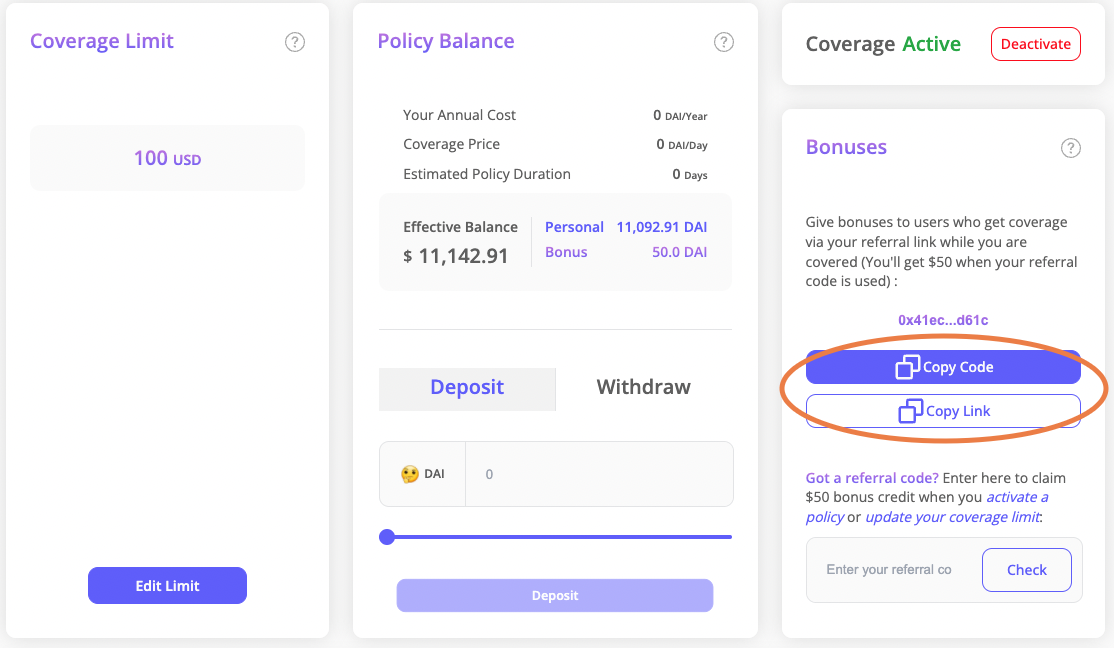 Coverage Limit
?
100 USD
Edit Limit
Policy Balance
?
Your Annual Cost 0 DAI/Year
Coverage Price 0 DAI/Day
Estimated Policy Duration 0 Days
Effective Balance
$ 11,142.91
Personal 11,092.91 DAI
Bonus 50.0 DAI
Deposit Withdraw
DAI 0
Deposit
Coverage Active Deactivate
Bonuses
?
Give bonuses to users who get coverage
via your referral link while you are
covered (You'll get $50 when your referral
code is used) :
0x41ec...d61c
Copy Code
Copy Link
Got a referral code? Enter here to claim
$50 bonus credit when you activate a
policy or update your coverage limit:
Enter your referral co Check